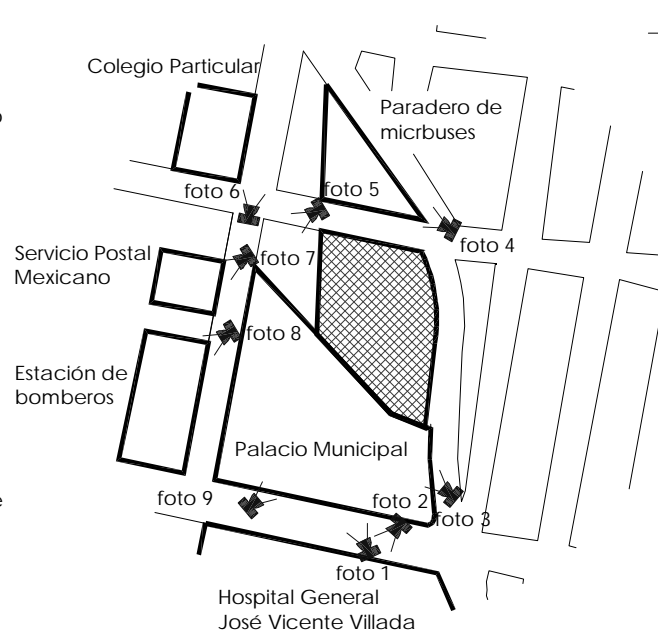 Colegio Particular
o
Paradero de
micrbuses
foto 6
foto 5
foto 4
Servicio Postal
Mexicano
foto 7
foto 8
Estación de
bomberos
Palacio Municipal
foto 9
foto 2
foto 3
e
foto 1
Hospital General
José Vicente Villada